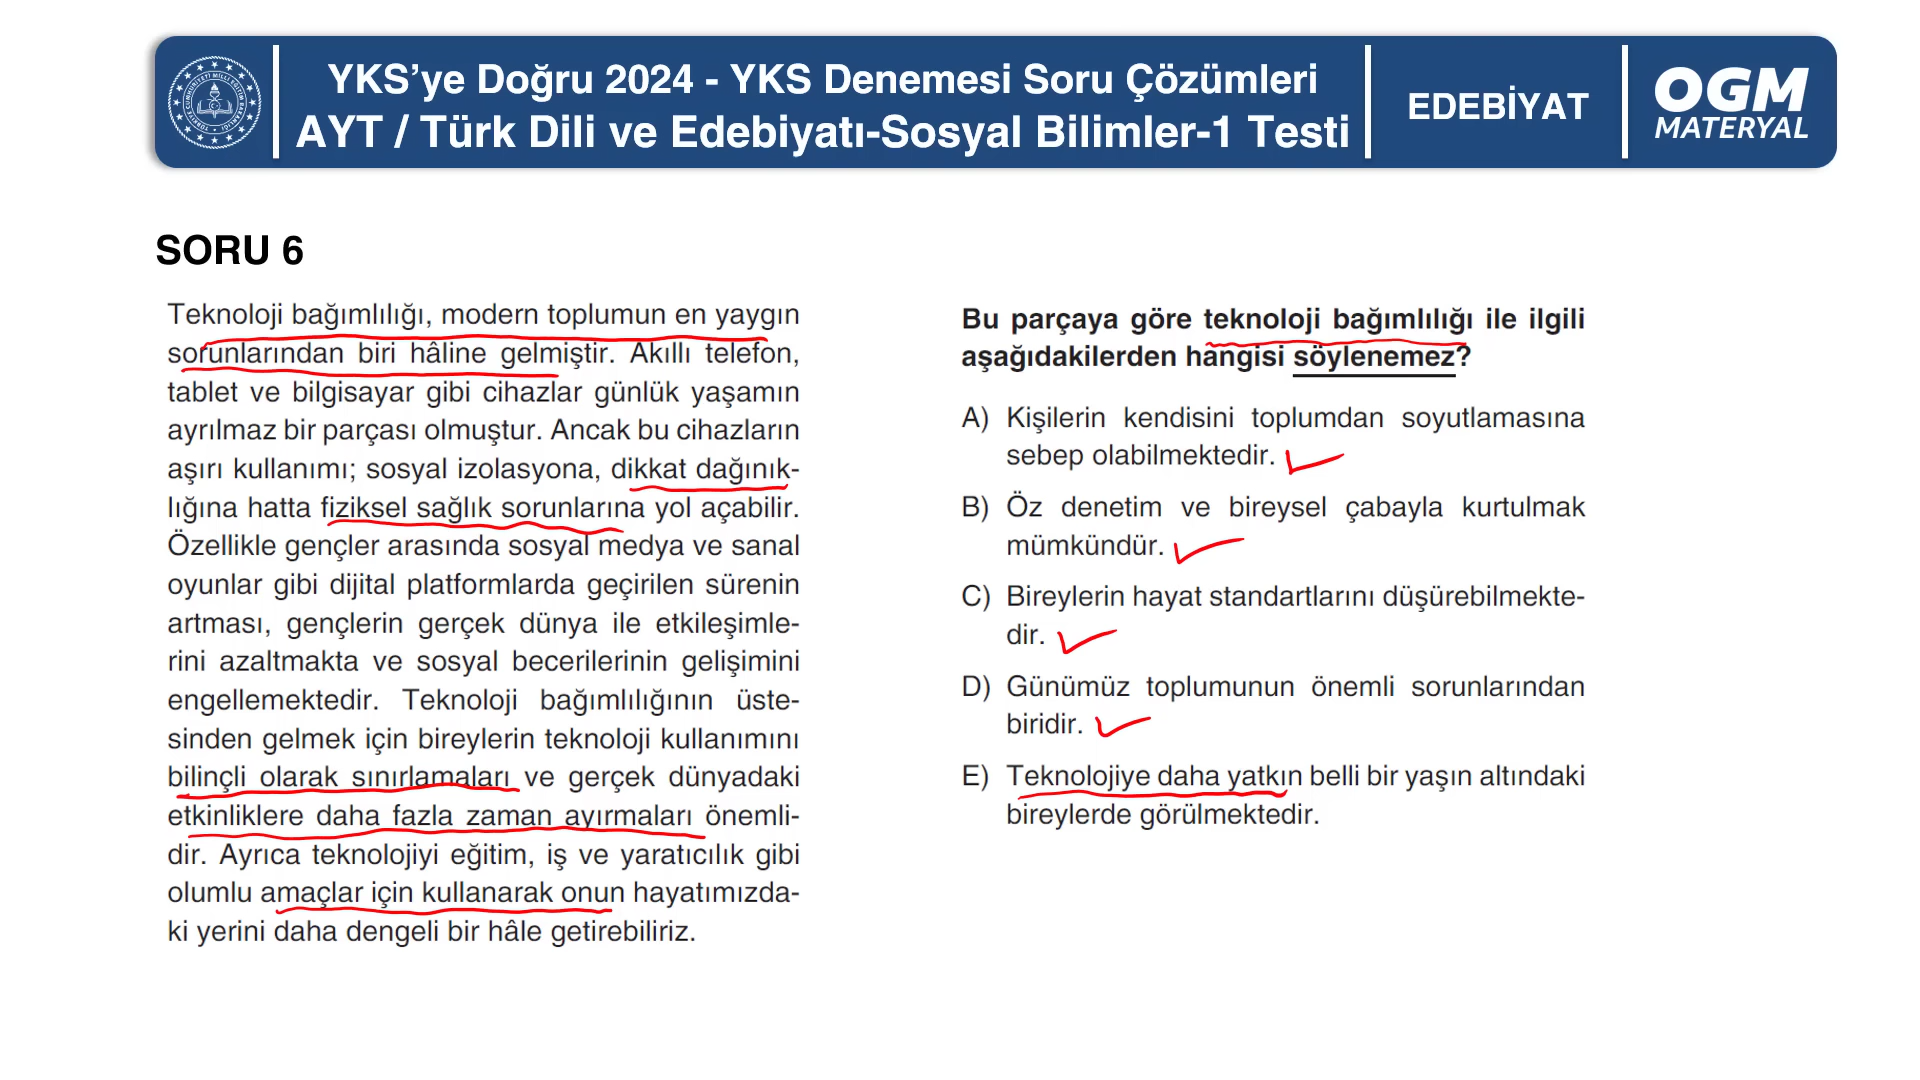 YKS’ye Doğru 2024 - YKS Denemesi Soru Çözümleri
AYT / Türk Dili ve Edebiyatı-Sosyal Bilimler-1 Testi
EDEBİYAT
OGM
MATERYAL
SORU 6
Teknoloji bağımlılığı, modern toplumun en yaygın
sorunlarından biri hâline gelmiştir. Akıllı telefon,
tablet ve bilgisayar gibi cihazlar günlük yaşamın
ayrılmaz bir parçası olmuştur. Ancak bu cihazların
aşırı kullanımı; sosyal izolasyona, dikkat dağınık-
lığına hatta fiziksel sağlık sorunlarına yol açabilir.
Özellikle gençler arasında sosyal medya ve sanal
oyunlar gibi dijital platformlarda geçirilen sürenin
artması, gençlerin gerçek dünya ile etkileşimle-
rini azaltmakta ve sosyal becerilerinin gelişimini
engellemektedir. Teknoloji bağımlılığının üste-
sinden gelmek için bireylerin teknoloji kullanımını
bilinçli olarak sınırlamaları ve gerçek dünyadaki
etkinliklere daha fazla zaman ayırmaları önemli-
dir. Ayrıca teknolojiyi eğitim, iş ve yaratıcılık gibi
olumlu amaçlar için kullanarak onun hayatımızda-
ki yerini daha dengeli bir hâle getirebiliriz.
Bu parçaya göre teknoloji bağımlılığı ile ilgili
aşağıdakilerden hangisi söylenemez?
A) Kişilerin kendisini toplumdan soyutlamasına
sebep olabilmektedir.
B) Öz denetim ve bireysel çabayla kurtulmak
mümkündür.
C) Bireylerin hayat standartlarını düşürebilmekte-
dir.
D) Günümüz toplumunun önemli sorunlarından
biridir.
E) Teknolojiye daha yatkın belli bir yaşın altındaki
bireylerde görülmektedir.